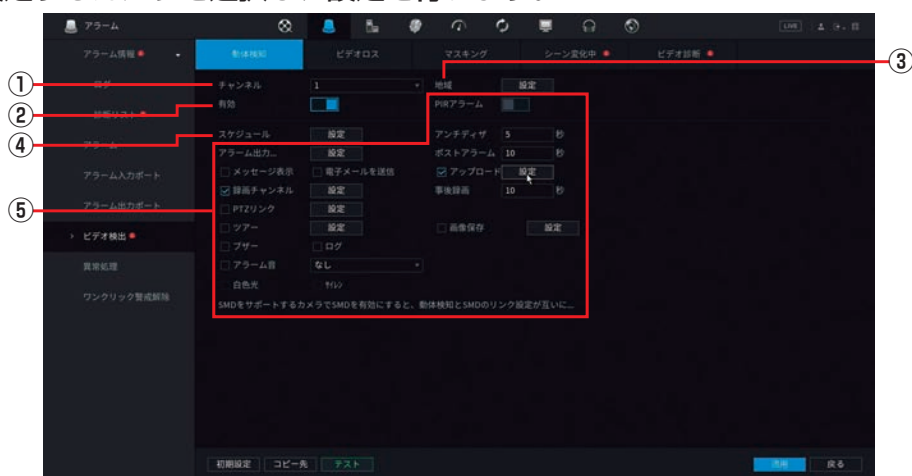 アラーム
LIVE
アラーム情報
動体検知
ビデオロス
マスキング
シーン変化中
ビデオ診断
③
①
ログ
チャンネル
1
地域
設定
②
診断リスト
有効
PIRアラーム
④
アラーム
スケジュール
設定
アンチディザ
5
秒
アラーム出力...
設定
ポストアラーム
10
秒
アラーム入力ポート
メッセージ表示
電子メールを送信
アップロード
設定
録画チャンネル
設定
事後録画
10
秒
⑤
アラーム出力ポート
PTZリンク
設定
ツアー
設定
画像保存
設定
ビデオ検出
ブザー
ログ
異常処理
アラーム音
なし
白色光
サイレン
ワンクリック警戒解除
SMDをサポートするカメラでSMDを有効にすると、動体検知とSMDのリンク設定が互いに...
初期設定
コピー先
テスト
適用
戻る